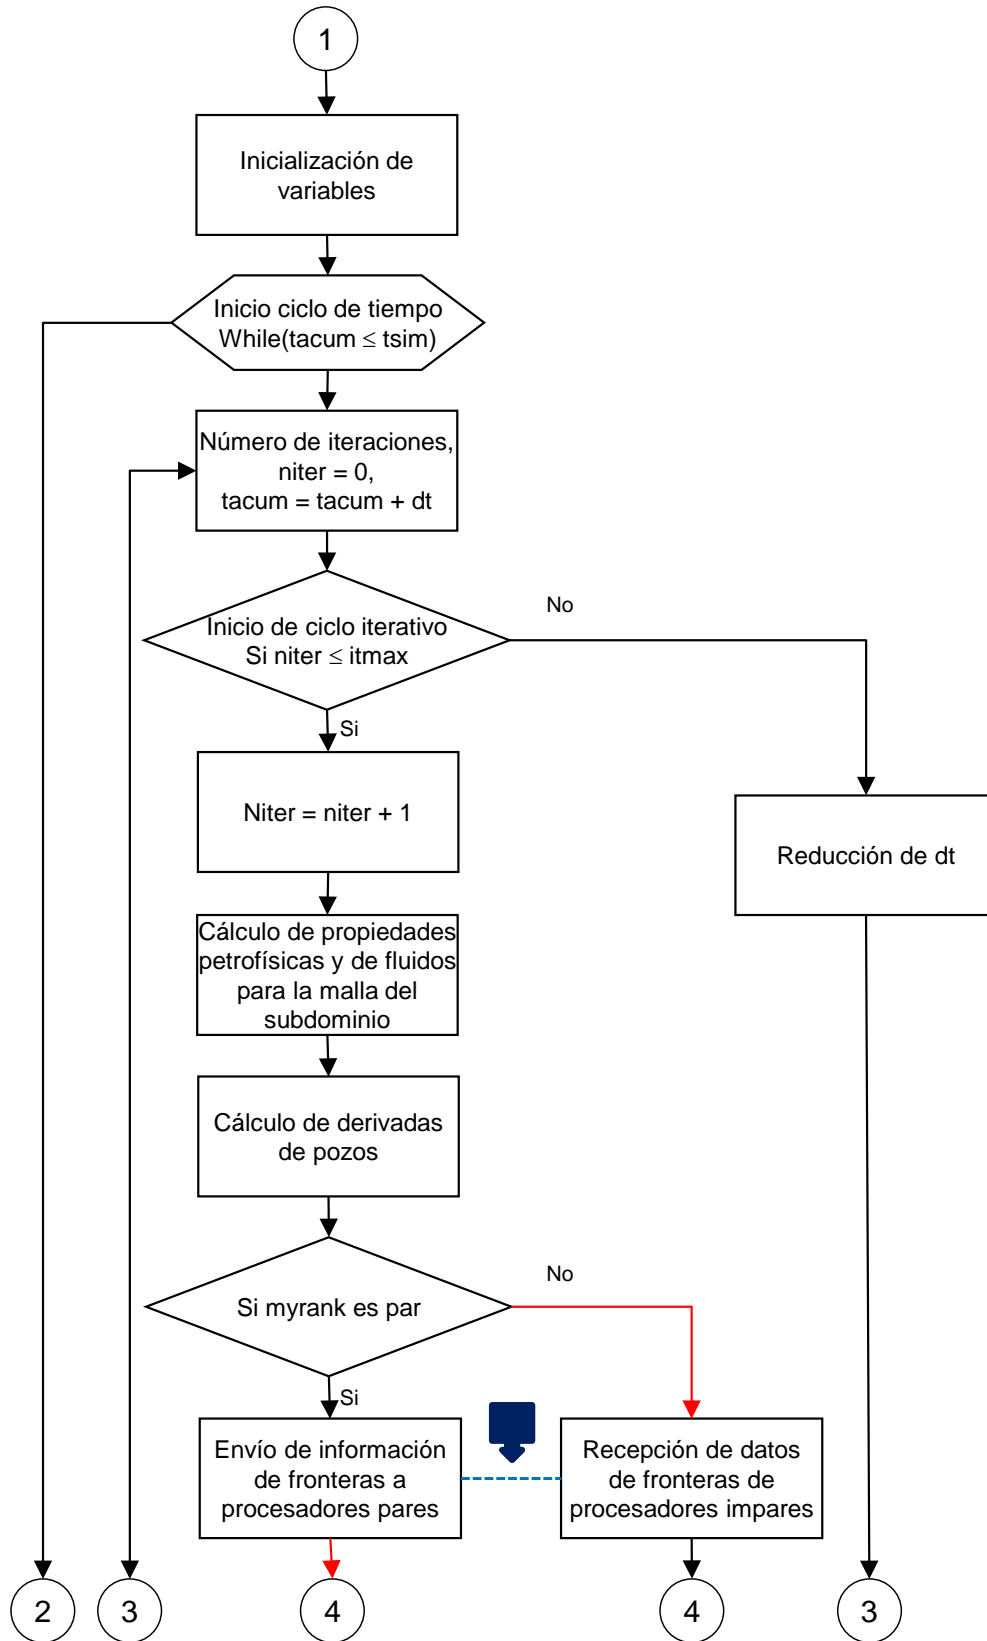 1
Inicialización de
variables
Inicio ciclo de tiempo
While(tacum ≤ tsim)
Número de iteraciones,
niter = 0,
tacum = tacum + dt
No
Inicio de ciclo iterativo
Si niter ≤ itmax
Si
Niter = niter + 1
Reducción de dt
Cálculo de propiedades
petrofísicas y de fluidos
para la malla del
subdominio
Cálculo de derivadas
de pozos
No
Si myrank es par
Si
Envío de información
de fronteras a
procesadores pares
Recepción de datos
de fronteras de
procesadores impares
2
3
4
4
3